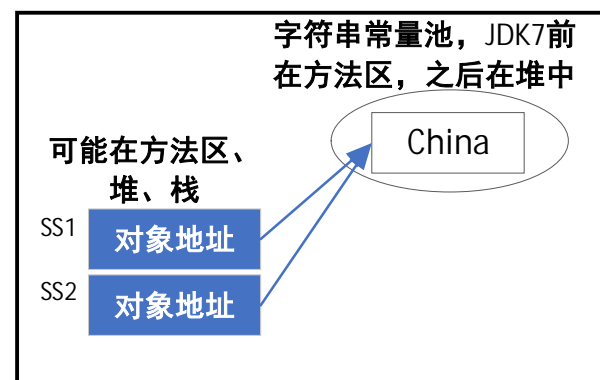 字符串常量池，JDK7前
在方法区，之后在堆中
China
可能在方法区、
堆、栈
SS1
对象地址
SS2
对象地址